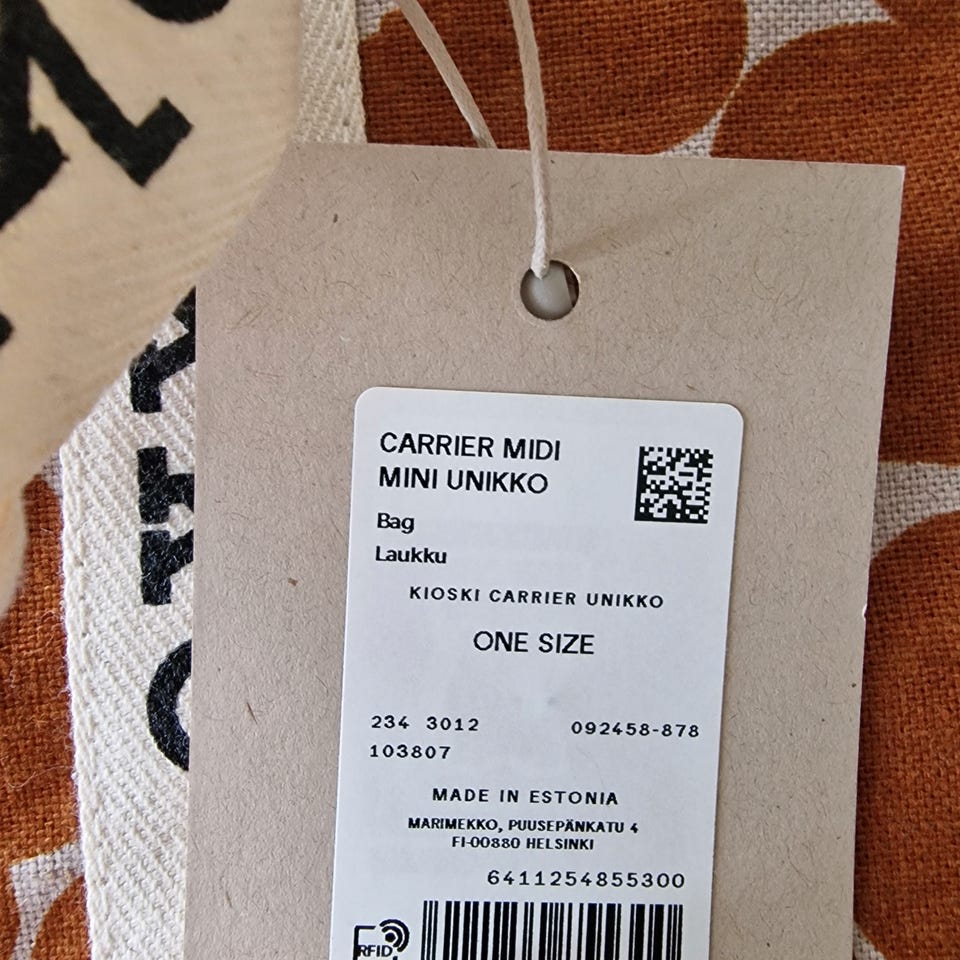 CARRIER MIDI
MINI UNIKKO
Bag
Laukku
KIOSKI CARRIER UNIKKO
ONE SIZE
234 3012 092458-878
103807
MADE IN ESTONIA
MARIMEKKO, PUUSEPÄNKATU 4
FI-00880 HELSINKI
6411254855300
RFID